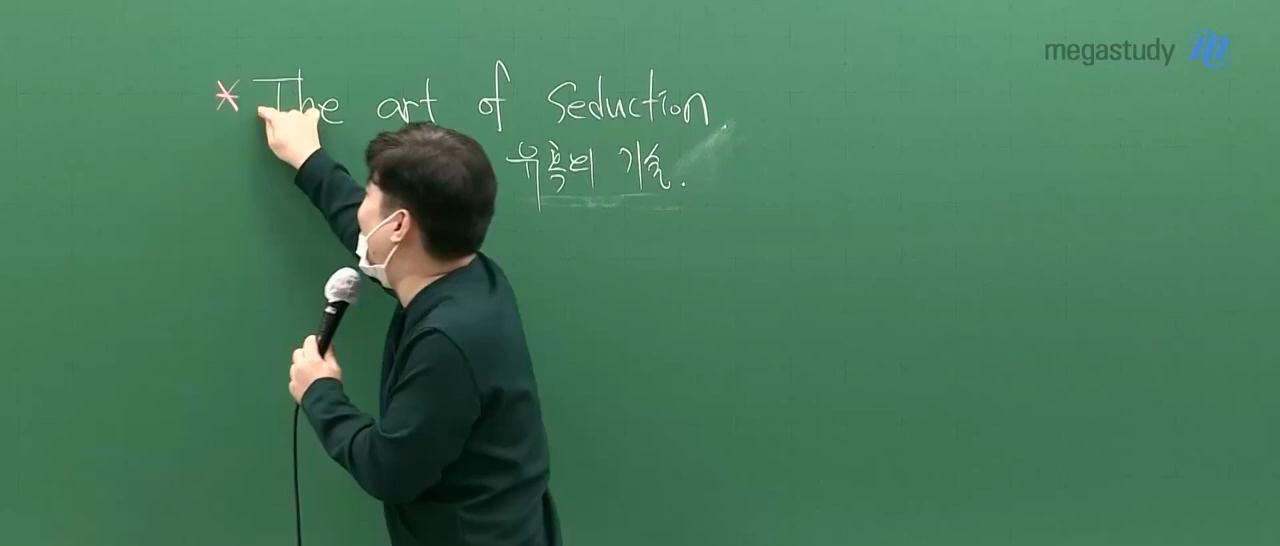 megastudy
* The art of Seduction
유혹의 기술.